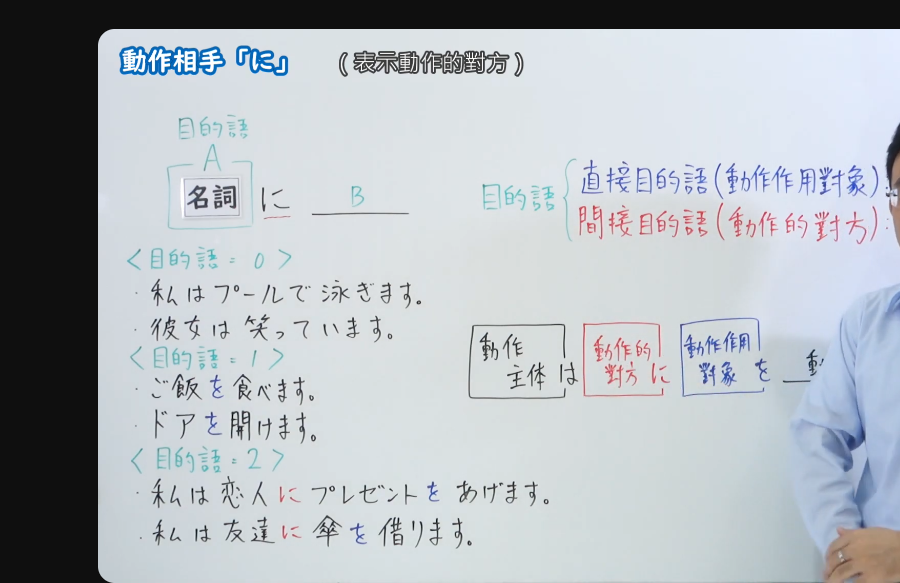 動作相手「に」 （表示動作的對方）
目的語
A
名詞 に B
目的語
直接目的語(動作作用對象):
間接目的語(動作的對方):
<目的語=0>
・私はプールで泳ぎます。
・彼女は笑っています。
<目的語=1>
・ご飯を食べます。
・ドアを開けます。
<目的語=2>
・私は恋人にプレゼントをあげます。
・私は友達に傘を借ります。
動作主体は 動作的對方に 動作作用對象を